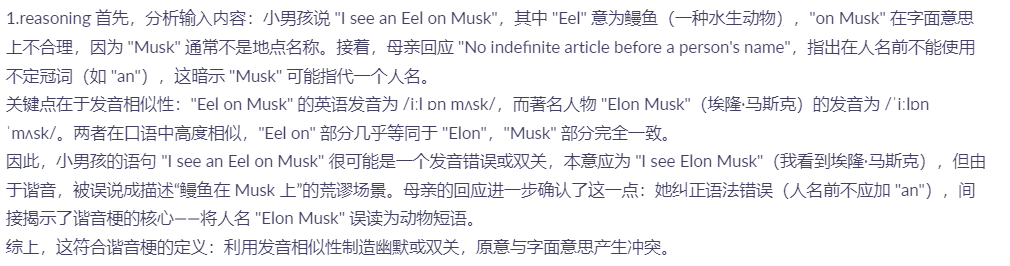 1.reasoning 首先，分析输入内容：小男孩说 "I see an Eel on Musk"，其中 "Eel" 意为鳗鱼（一种水生动物），"on Musk" 在字面意思
上不合理，因为 "Musk" 通常不是地点名称。接着，母亲回应 "No indefinite article before a person's name"，指出在人名前不能使用
不定冠词（如 "an"），这暗示 "Musk" 可能指代一个人名。
关键点在于发音相似性："Eel on Musk" 的英语发音为 /iːl ɒn mʌsk/，而著名人物 "Elon Musk"（埃隆·马斯克）的发音为 /ˈiːlɒn
ˈmʌsk/。两者在口语中高度相似，"Eel on" 部分几乎等同于 "Elon"，"Musk" 部分完全一致。
因此，小男孩的语句 "I see an Eel on Musk" 很可能是一个发音错误或双关，本意应为 "I see Elon Musk"（我看到埃隆·马斯克），但由
于谐音，被误说成描述“鳗鱼在 Musk 上”的荒谬场景。母亲的回应进一步确认了这一点：她纠正语法错误（人名前不应加 "an"），间
接揭示了谐音梗的核心——将人名 "Elon Musk" 误读为动物短语。
综上，这符合谐音梗的定义：利用发音相似性制造幽默或双关，原意与字面意思产生冲突。